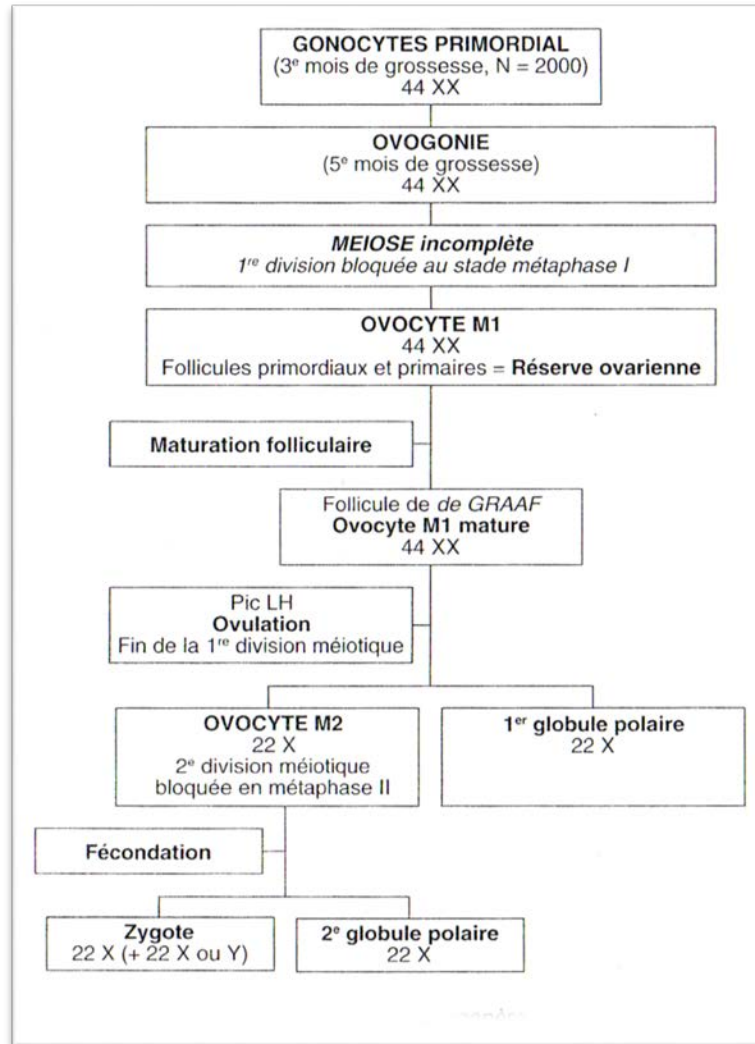 GONOCYTES PRIMORDIAL
(3e mois de grossesse, N = 2000)
44 XX
OVOGONIE
(5e mois de grossesse)
44 XX
MEIOSE incomplète
1re division bloquée au stade métaphase I
OVOCYTE M1
44 XX
Follicules primordiaux et primaires = Réserve ovarienne
Maturation folliculaire
Follicule de de GRAAF
Ovocyte M1 mature
44 XX
Pic LH
Ovulation
Fin de la 1re division méiotique
OVOCYTE M2
22 X
2e division méiotique
bloquée en métaphase II
1er globule polaire
22 X
Fécondation
Zygote
22 X (+ 22 X ou Y)
2e globule polaire
22 X